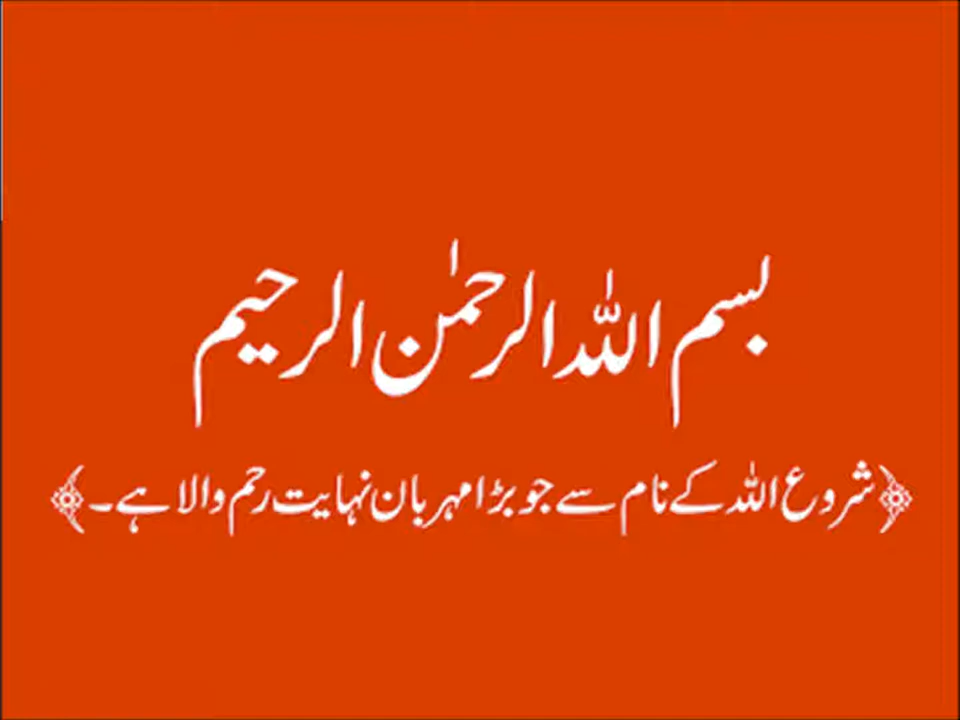 بسم اللہ الرحمٰن الرحیم
﴿شروع اللہ کے نام سے جو بڑا مہربان نہایت رحم والا ہے۔﴾